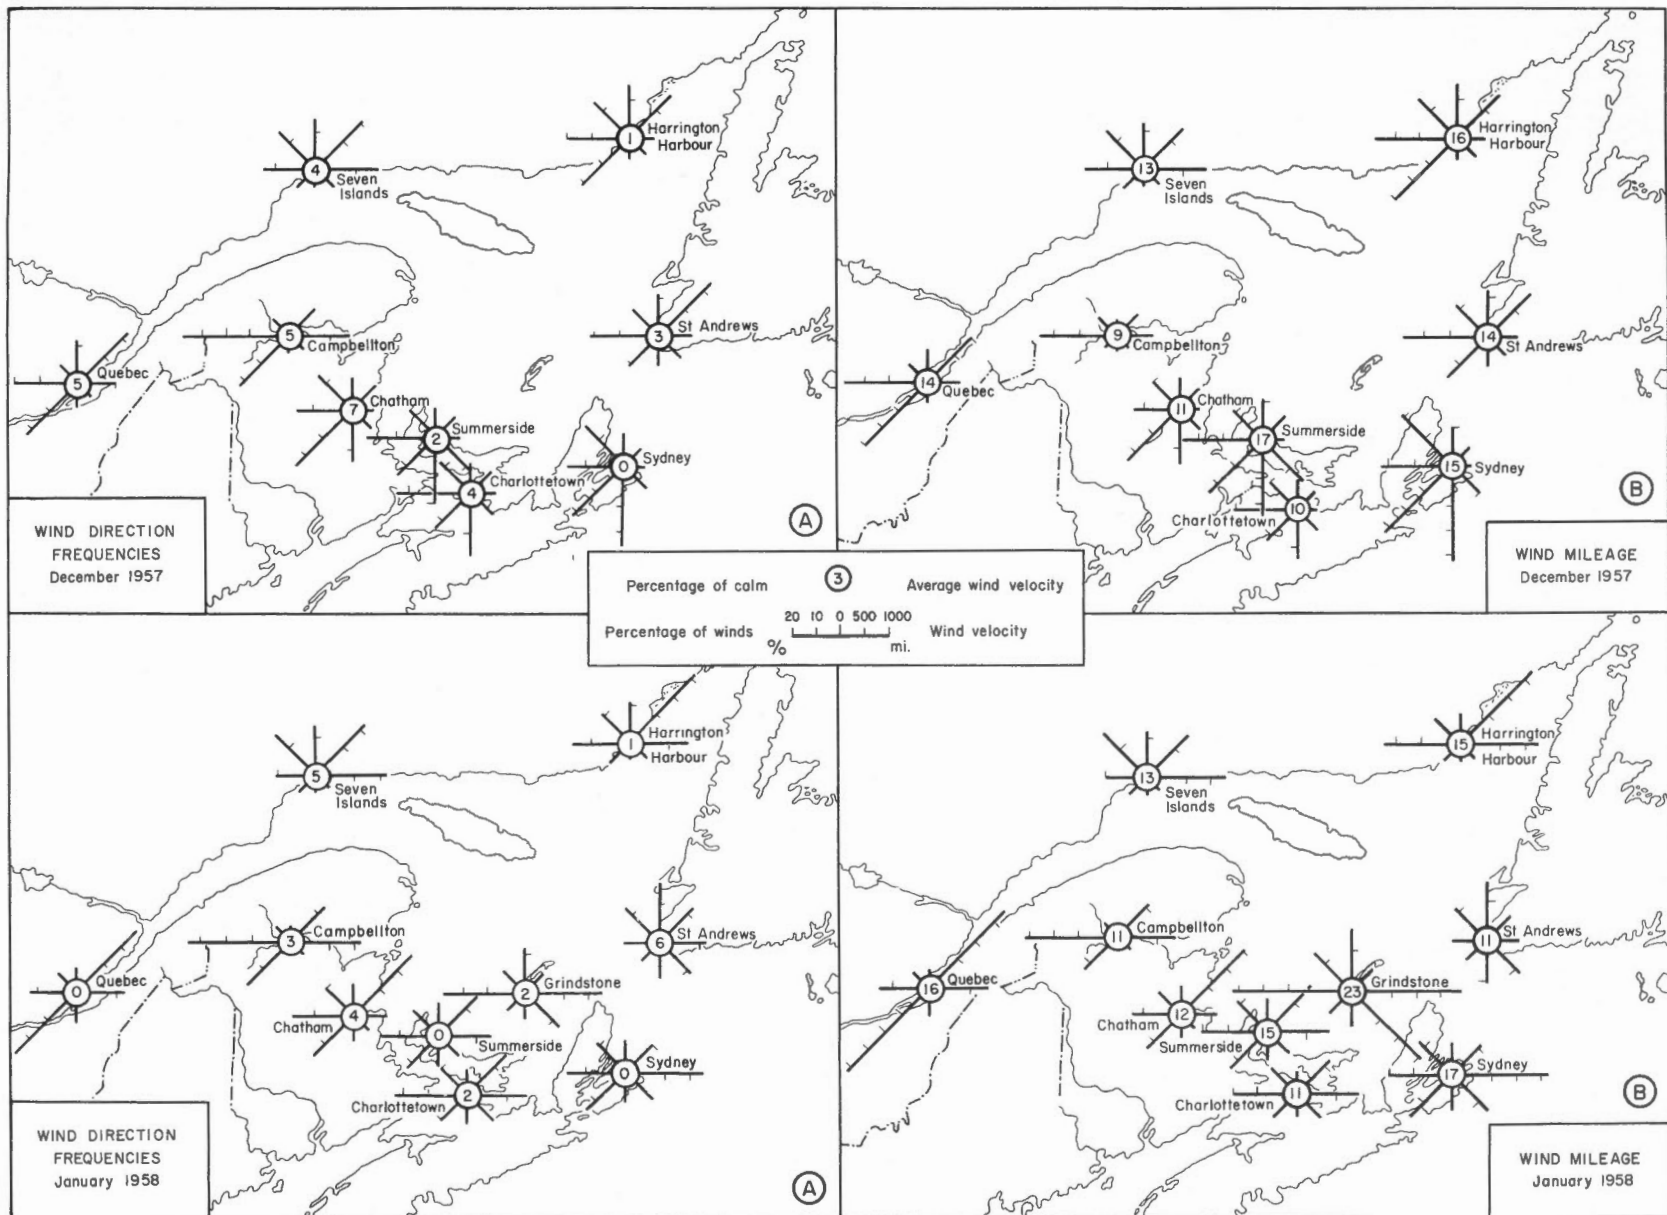 1
Harrington
Harbour
4
Seven
Islands
3
St Andrews
5
Campbellton
5
Quebec
7
Chatham
2
Summerside
0
Sydney
4
Charlottetown
A
WIND DIRECTION
FREQUENCIES
December 1957
16
Harrington
Harbour
13
Seven
Islands
14
St Andrews
9
Campbellton
14
Quebec
11
Chatham
17
Summerside
15
Sydney
10
Charlottetown
B
WIND MILEAGE
December 1957
Percentage of calm 3 Average wind velocity
20 10 0 500 1000
Percentage of winds Wind velocity
% mi.
1
Harrington
Harbour
5
Seven
Islands
3
Campbellton
6
St Andrews
0
Quebec
2
Grindstone
4
Chatham
0
Summerside
0
Sydney
2
Charlottetown
A
WIND DIRECTION
FREQUENCIES
January 1958
15
Harrington
Harbour
13
Seven
Islands
11
Campbellton
11
St Andrews
16
Quebec
23
Grindstone
12
Chatham
15
Summerside
17
Sydney
11
Charlottetown
B
WIND MILEAGE
January 1958